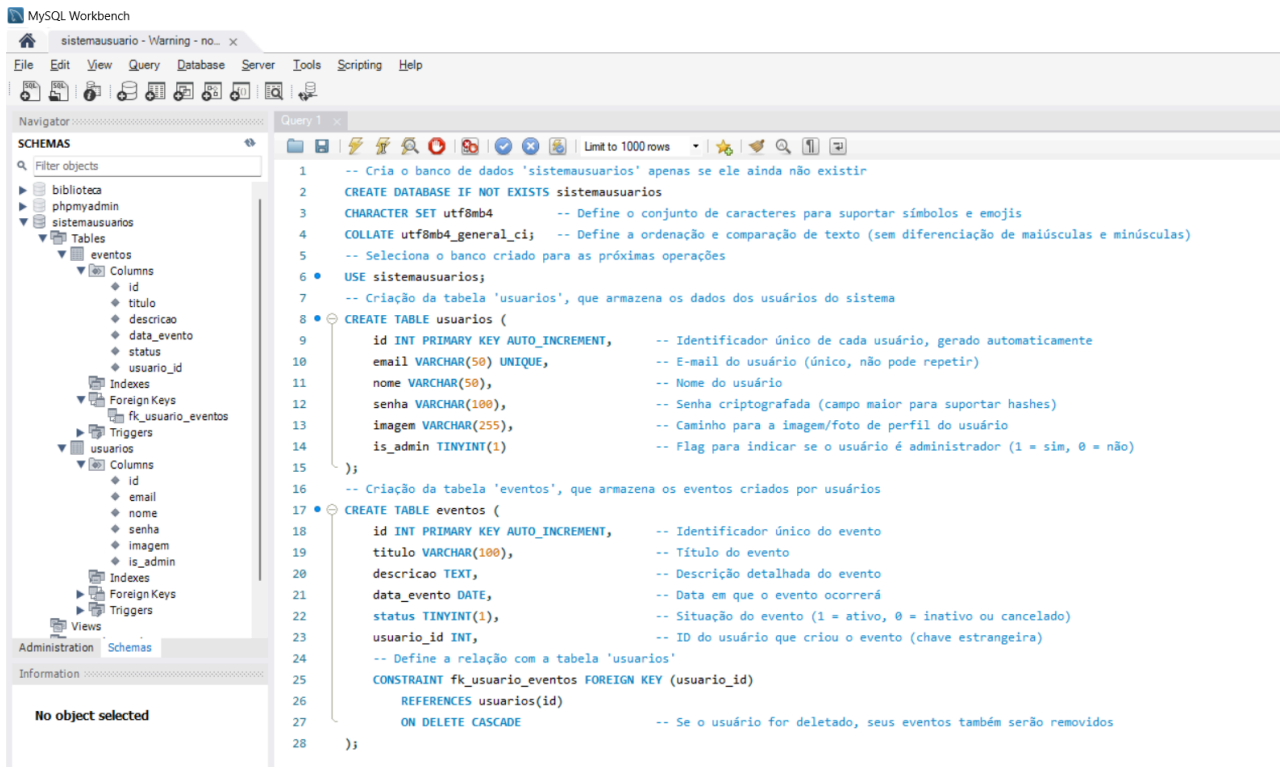 MySQL Workbench
sistemausuario - Warning - no... ×
File Edit View Query Database Server Tools Scripting Help
Navigator
SCHEMAS
Filter objects
biblioteca
phpmyadmin
sistemausuarios
Tables
eventos
Columns
id
titulo
descricao
data_evento
status
usuario_id
Indexes
Foreign Keys
fk_usuario_eventos
Triggers
usuarios
Columns
id
email
nome
senha
imagem
is_admin
Indexes
Foreign Keys
Triggers
Views
Administration Schemas
Information
No object selected
Query 1 ×
Limit to 1000 rows
1 -- Cria o banco de dados 'sistemausuarios' apenas se ele ainda não existir
2 CREATE DATABASE IF NOT EXISTS sistemausuarios
3 CHARACTER SET utf8mb4 -- Define o conjunto de caracteres para suportar símbolos e emojis
4 COLLATE utf8mb4_general_ci; -- Define a ordenação e comparação de texto (sem diferenciação de maiúsculas e minúsculas)
5 -- Seleciona o banco criado para as próximas operações
6 USE sistemausuarios;
7 -- Criação da tabela 'usuarios', que armazena os dados dos usuários do sistema
8 CREATE TABLE usuarios (
9 id INT PRIMARY KEY AUTO_INCREMENT, -- Identificador único de cada usuário, gerado automaticamente
10 email VARCHAR(50) UNIQUE, -- E-mail do usuário (único, não pode repetir)
11 nome VARCHAR(50), -- Nome do usuário
12 senha VARCHAR(100), -- Senha criptografada (campo maior para suportar hashes)
13 imagem VARCHAR(255), -- Caminho para a imagem/foto de perfil do usuário
14 is_admin TINYINT(1) -- Flag para indicar se o usuário é administrador (1 = sim, 0 = não)
15 );
16 -- Criação da tabela 'eventos', que armazena os eventos criados por usuários
17 CREATE TABLE eventos (
18 id INT PRIMARY KEY AUTO_INCREMENT, -- Identificador único do evento
19 titulo VARCHAR(100), -- Título do evento
20 descricao TEXT, -- Descrição detalhada do evento
21 data_evento DATE, -- Data em que o evento ocorrerá
22 status TINYINT(1), -- Situação do evento (1 = ativo, 0 = inativo ou cancelado)
23 usuario_id INT, -- ID do usuário que criou o evento (chave estrangeira)
24 -- Define a relação com a tabela 'usuarios'
25 CONSTRAINT fk_usuario_eventos FOREIGN KEY (usuario_id)
26 REFERENCES usuarios(id)
27 ON DELETE CASCADE -- Se o usuário for deletado, seus eventos também serão removidos
28 );